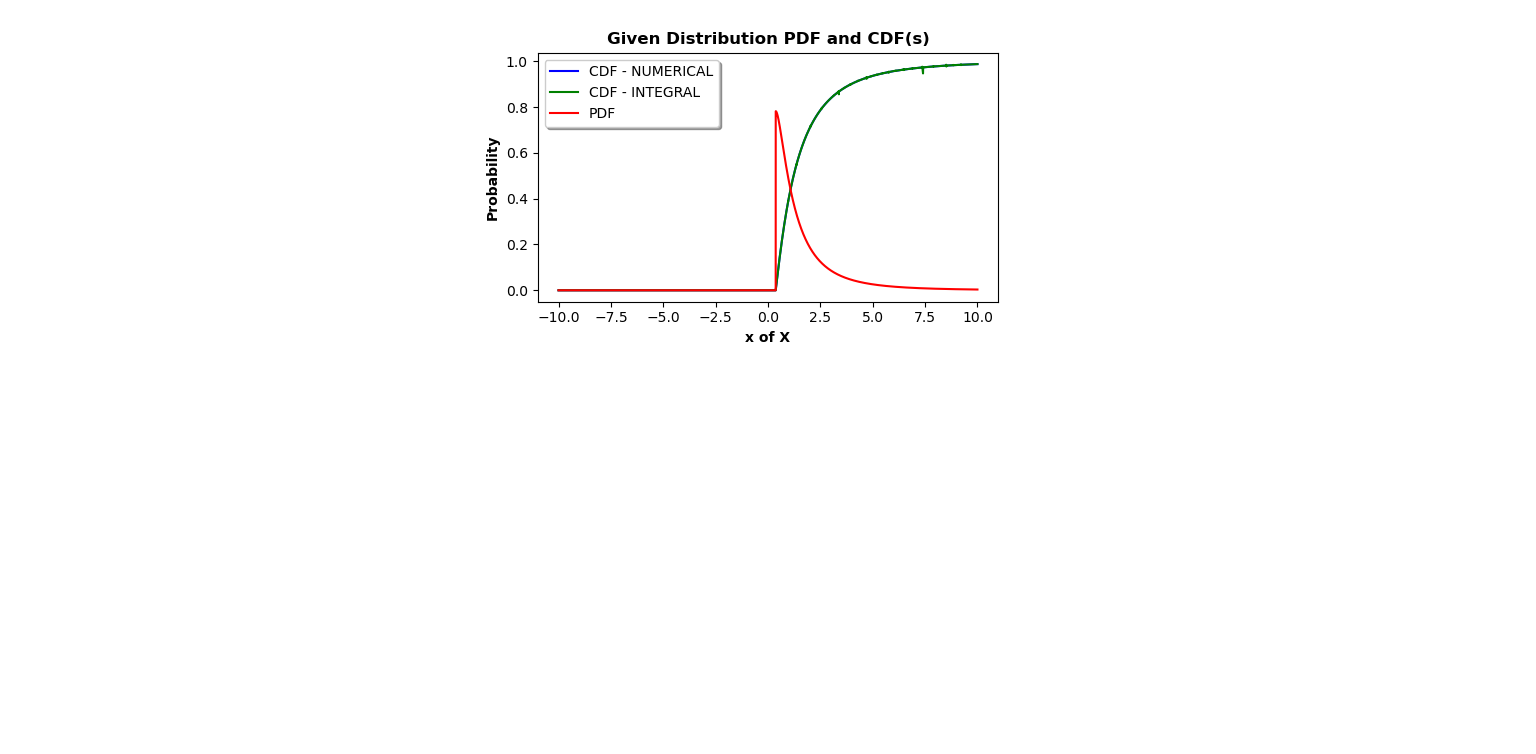 Given Distribution PDF and CDF(s)
CDF - NUMERICAL
CDF - INTEGRAL
PDF
1.0
0.8
0.6
0.4
0.2
0.0
Probability
−10.0 −7.5 −5.0 −2.5 0.0 2.5 5.0 7.5 10.0
x of X